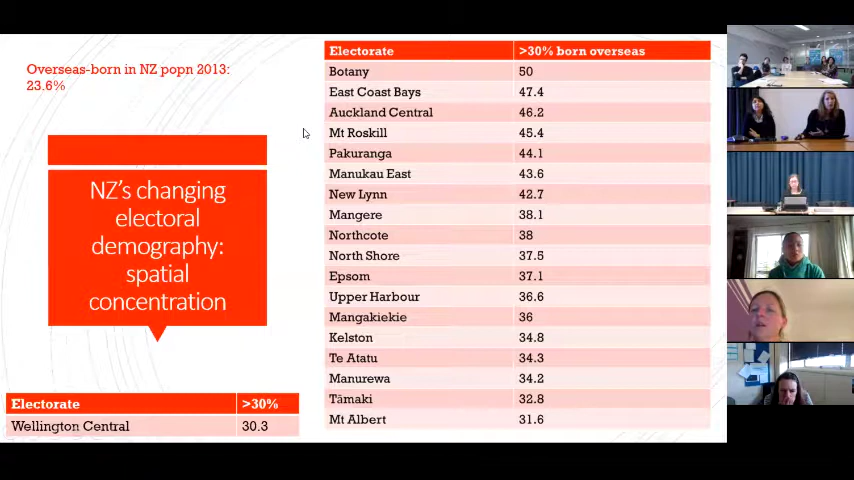 Overseas-born in NZ popn 2013:
23.6%
NZ's changing
electoral
demography:
spatial
concentration
Electorate >30%
Wellington Central 30.3
Electorate >30% born overseas
Botany 50
East Coast Bays 47.4
Auckland Central 46.2
Mt Roskill 45.4
Pakuranga 44.1
Manukau East 43.6
New Lynn 42.7
Mangere 38.1
Northcote 38
North Shore 37.5
Epsom 37.1
Upper Harbour 36.6
Mangakiekie 36
Kelston 34.8
Te Atatu 34.3
Manurewa 34.2
Tāmaki 32.8
Mt Albert 31.6